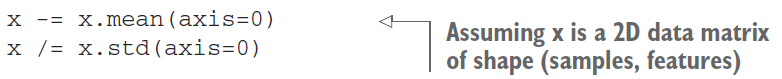 x -= x.mean(axis=0)
x /= x.std(axis=0)
Assuming x is a 2D data matrix
of shape (samples, features)